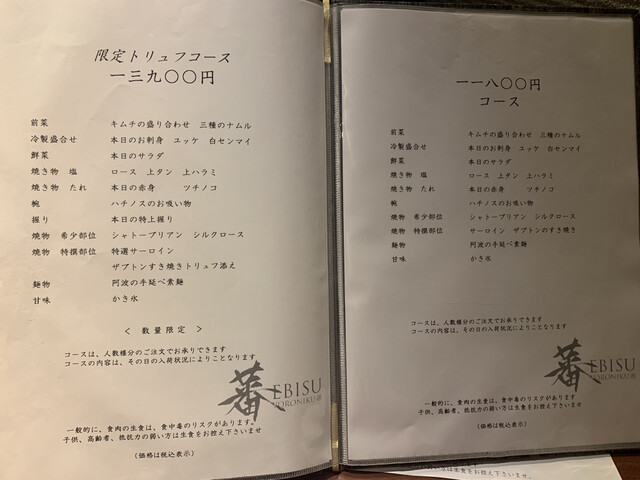 限定トリュフコース
一三九〇〇円
前菜　キムチの盛り合わせ　三種のナムル
冷製盛合せ　本日のお刺身　ユッケ　白センマイ
鮮菜　本日のサラダ
焼き物　塩　ロース　上タン　上ハラミ
焼き物　たれ　本日の赤身　ツチノコ
椀　ハチノスのお吸い物
握り　本日の特上握り
焼物　希少部位　シャトーブリアン　シルクロース
焼物　特撰部位　特選サーロイン
ザブトンすき焼きトリュフ添え
麺物　阿波の手延べ素麺
甘味　かき氷
＜　数量限定　＞
コースは、人数様分のご注文でお承りできます
コースの内容は、その日の入荷状況によりことなります
蕃
EBISU
YORONIKU
一般的に、食肉の生食は、食中毒のリスクがあります。
子供、高齢者、抵抗力の弱い方は生食をお控え下さいませ
(価格は税込表示)
一一八〇〇円
コース
前菜　キムチの盛り合わせ　三種のナムル
冷製盛合せ　本日のお刺身　ユッケ　白センマイ
鮮菜　本日のサラダ
焼き物　塩　ロース　上タン　上ハラミ
焼き物　たれ　本日の赤身　ツチノコ
椀　ハチノスのお吸い物
焼物　希少部位　シャトーブリアン　シルクロース
焼物　特撰部位　サーロイン　ザブトンのすき焼き
麺物　阿波の手延べ素麺
甘味　かき氷
コースは、人数様分のご注文でお承りできます
コースの内容は、その日の入荷状況によりことなります
蕃
EBISU
YORONIKU
一般的に、食肉の生食は、食中毒のリスクがあります。
子供、高齢者、抵抗力の弱い方は生食をお控え下さいませ
(価格は税込表示)
い方は生食をお控え下さいませ。